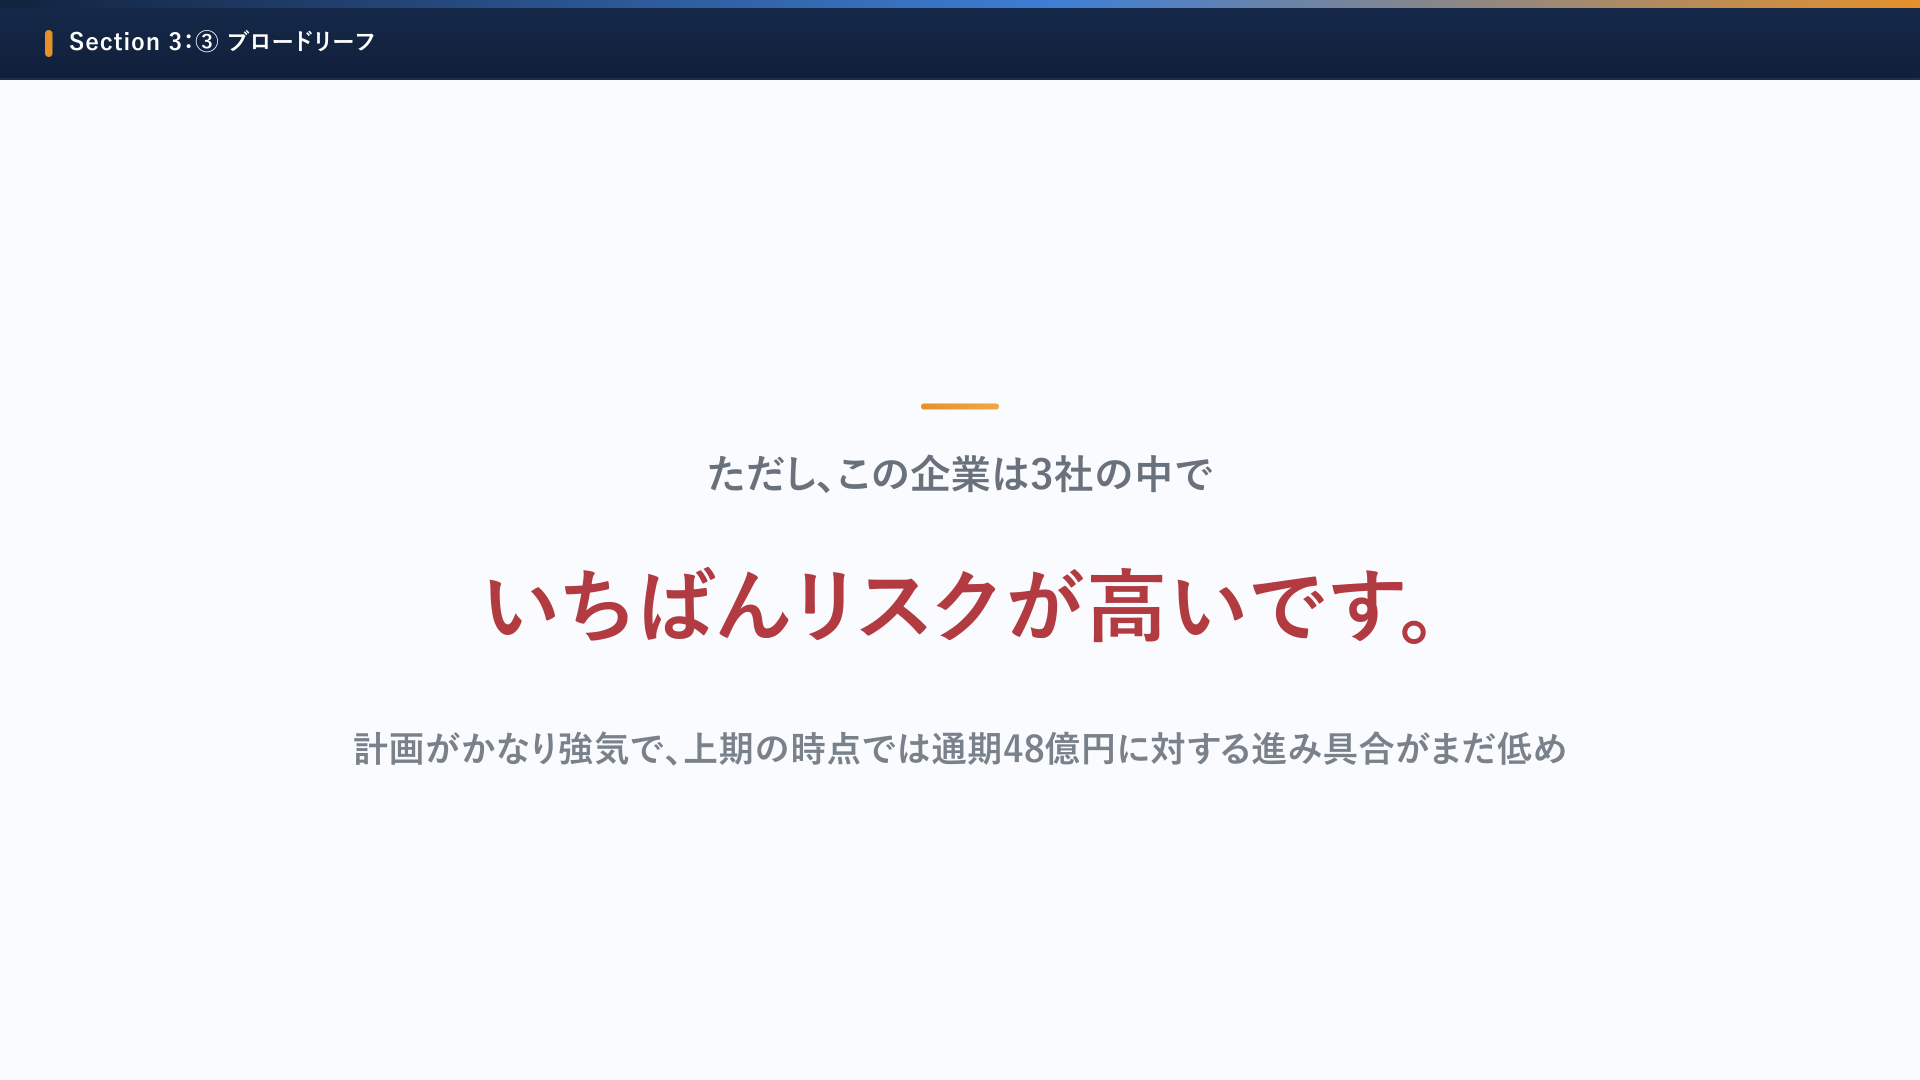 Section 3：③ ブロードリーフ
ただし、この企業は3社の中で
いちばんリスクが高いです。
計画がかなり強気で、上期の時点では通期48億円に対する進み具合がまだ低め